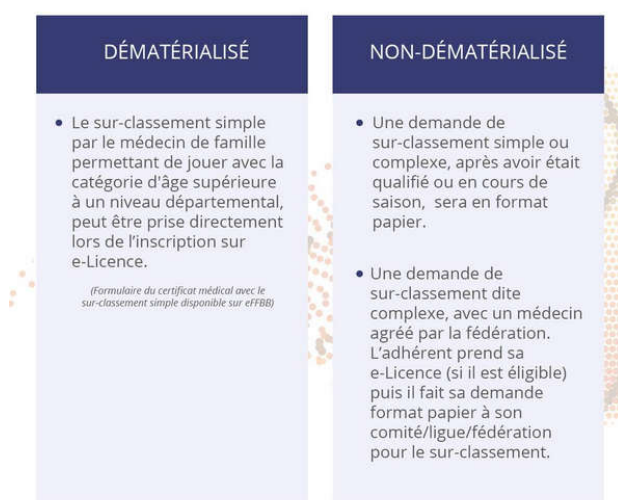 DÉMATÉRIALISÉ
• Le sur-classement simple
par le médecin de famille
permettant de jouer avec la
catégorie d'âge supérieure
à un niveau départemental,
peut être prise directement
lors de l'inscription sur
e-Licence.
(Formulaire du certificat médical avec le
sur-classement simple disponible sur eFFBB)
NON-DÉMATÉRIALISÉ
• Une demande de
sur-classement simple ou
complexe, après avoir était
qualifié ou en cours de
saison, sera en format
papier.
• Une demande de
sur-classement dite
complexe, avec un médecin
agréé par la fédération.
L'adhérent prend sa
e-Licence (si il est éligible)
puis il fait sa demande
format papier à son
comité/ligue/fédération
pour le sur-classement.